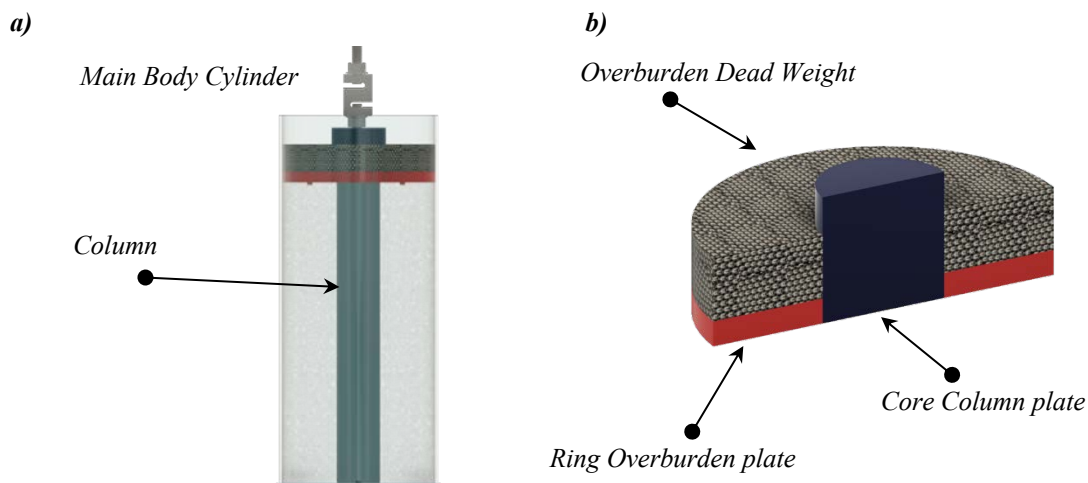 a)
Main Body Cylinder
Column
b)
Overburden Dead Weight
Core Column plate
Ring Overburden plate